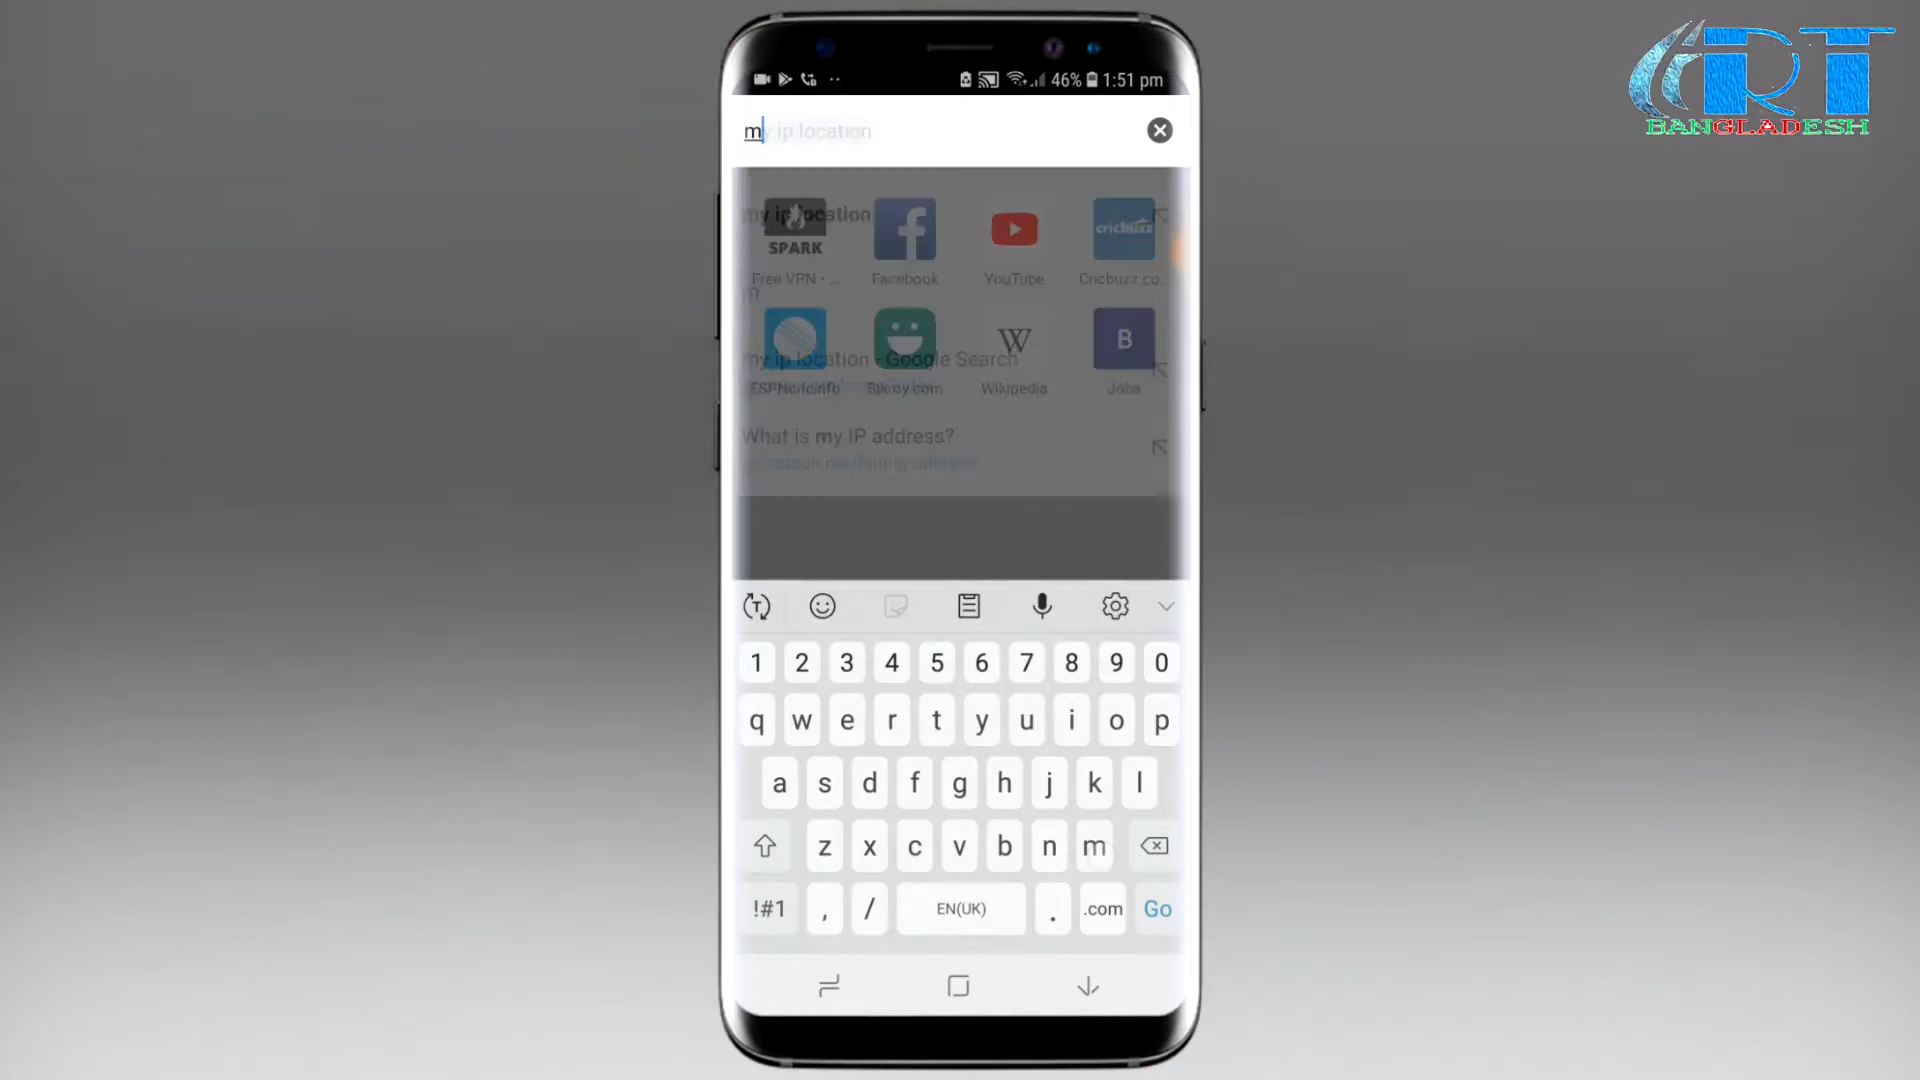 RT
BANGLADESH
46% 1:51 pm
my ip location
my ip location
SPARK
cricbuzz
Free VPN - ... Facebook YouTube Cricbuzz.co...
m
W B
my ip location - Google Search
ESPNcricinfo Bikroy.com Wikipedia Jobs
What is my IP address?
1 2 3 4 5 6 7 8 9 0
q w e r t y u i o p
a s d f g h j k l
z x c v b n m
!#1 , / EN(UK) . .com Go